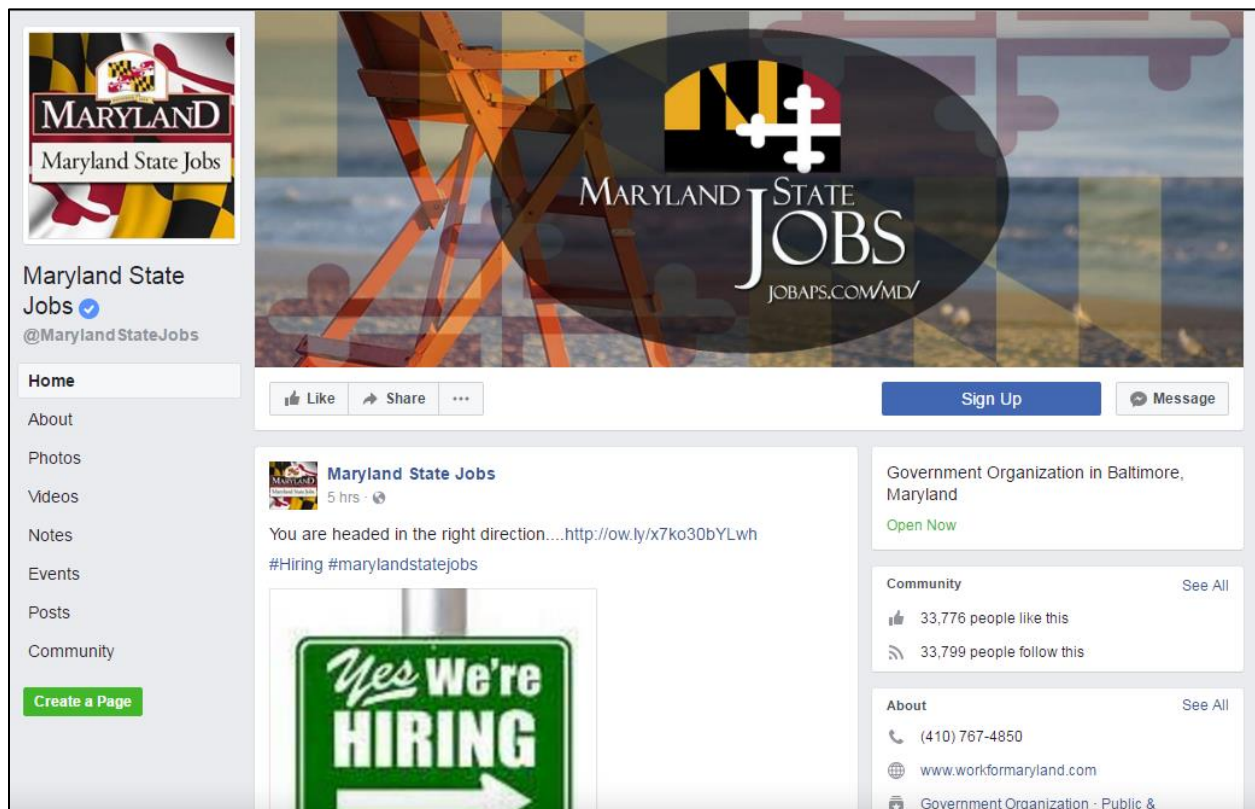 MARYLAND
Maryland State Jobs
Maryland State
Jobs
@MarylandStateJobs
Home
About
Photos
Videos
Notes
Events
Posts
Community
Create a Page
MARYLAND STATE
JOBS
JOBAPS.COM/MD/
Like
Share
...
Sign Up
Message
MARYLAND
Maryland State Jobs
Maryland State Jobs
5 hrs ·
You are headed in the right direction....http://ow.ly/x7ko30bYLwh
#Hiring #marylandstatejobs
Yes We're
HIRING
Government Organization in Baltimore,
Maryland
Open Now
Community
See All
33,776 people like this
33,799 people follow this
About
See All
(410) 767-4850
www.workformaryland.com
Government Organization · Public &